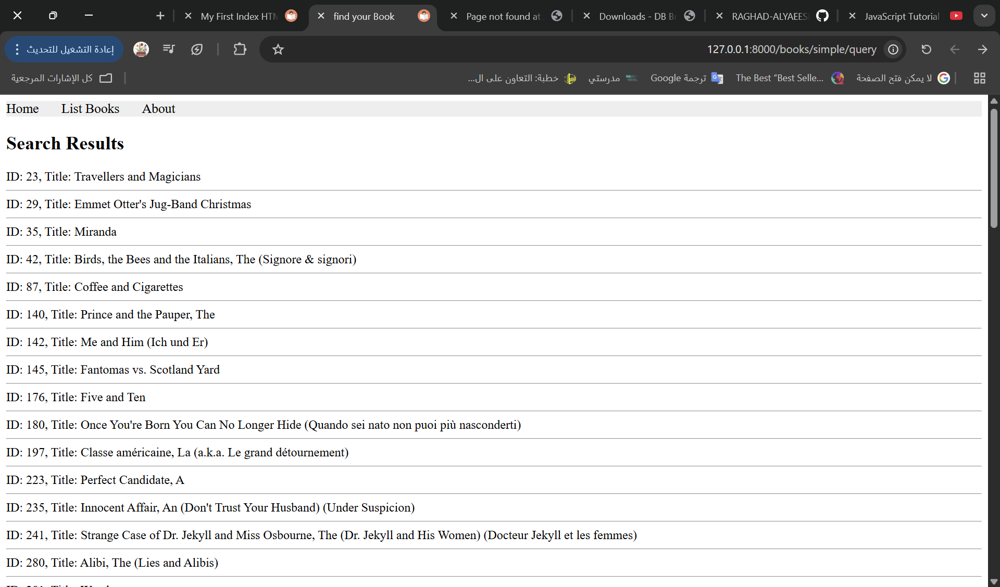 My First Index HTM
find your Book
Page not found at
Downloads - DB Br
RAGHAD-ALYAEES
JavaScript Tutorial
إعادة التشغيل للتحديث
127.0.0.1:8000/books/simple/query
كل الإشارات المرجعية
خطبة: التعاون على ال...
مدرستي
ترجمة Google
The Best “Best Selle...
لا يمكن فتح الصفحة
Home List Books About
Search Results
ID: 23, Title: Travellers and Magicians
ID: 29, Title: Emmet Otter's Jug-Band Christmas
ID: 35, Title: Miranda
ID: 42, Title: Birds, the Bees and the Italians, The (Signore & signori)
ID: 87, Title: Coffee and Cigarettes
ID: 140, Title: Prince and the Pauper, The
ID: 142, Title: Me and Him (Ich und Er)
ID: 145, Title: Fantomas vs. Scotland Yard
ID: 176, Title: Five and Ten
ID: 180, Title: Once You're Born You Can No Longer Hide (Quando sei nato non puoi più nasconderti)
ID: 197, Title: Classe américaine, La (a.k.a. Le grand détournement)
ID: 223, Title: Perfect Candidate, A
ID: 235, Title: Innocent Affair, An (Don't Trust Your Husband) (Under Suspicion)
ID: 241, Title: Strange Case of Dr. Jekyll and Miss Osbourne, The (Dr. Jekyll and His Women) (Docteur Jekyll et les femmes)
ID: 280, Title: Alibi, The (Lies and Alibis)